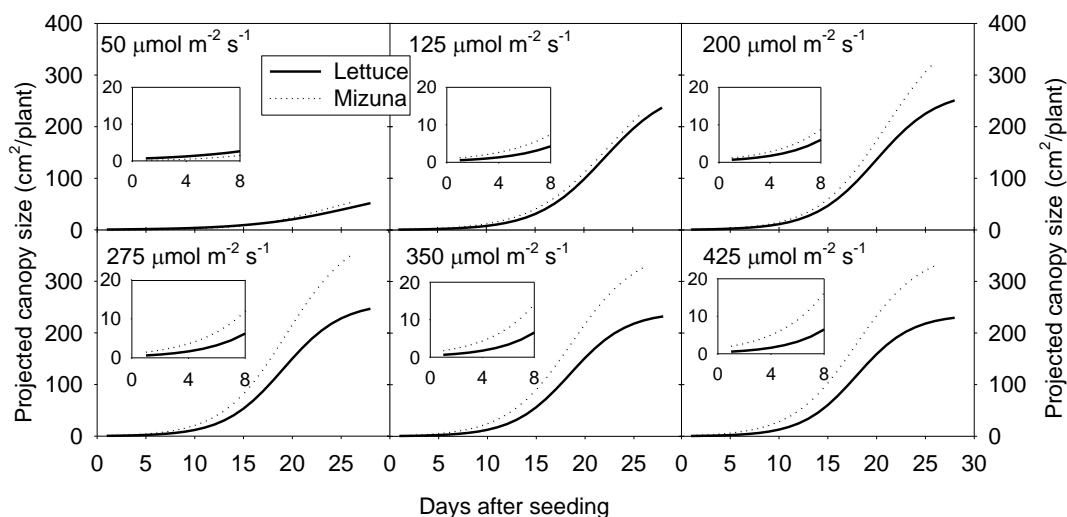 400 400
50 μmol m-2 s-1 125 μmol m-2 s-1 200 μmol m-2 s-1
Lettuce
Mizuna
300 300
20 20 20
200 200
10 10 10
100 100
0 0 0
0 4 8 0 4 8 0 4 8
0 0
275 μmol m-2 s-1 350 μmol m-2 s-1 425 μmol m-2 s-1
300 300
20 20 20
200 200
10 10 10
0 0 0
0 4 8 0 4 8 0 4 8
100 100
0 0
0 5 10 15 20 25 0 5 10 15 20 25 0 5 10 15 20 25 30
Days after seeding
Projected canopy size (cm2/plant)
Projected canopy size (cm2/plant)